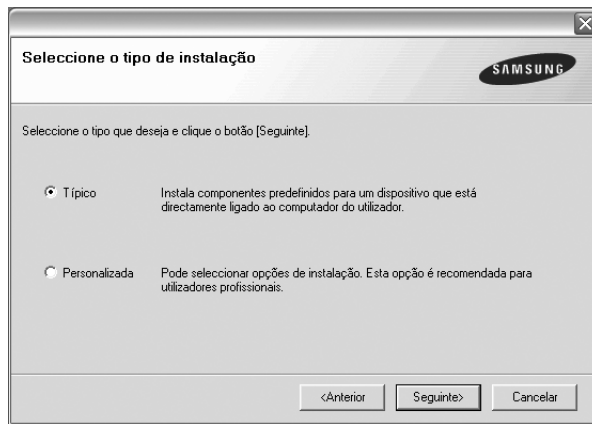 Seleccione o tipo de instalação
SAMSUNG
Seleccione o tipo que deseja e clique o botão [Seguinte].
Típico
Instala componentes predefinidos para um dispositivo que está
directamente ligado ao computador do utilizador.
Personalizada
Pode seleccionar opções de instalação. Esta opção é recomendada para
utilizadores profissionais.
<Anterior
Seguinte>
Cancelar